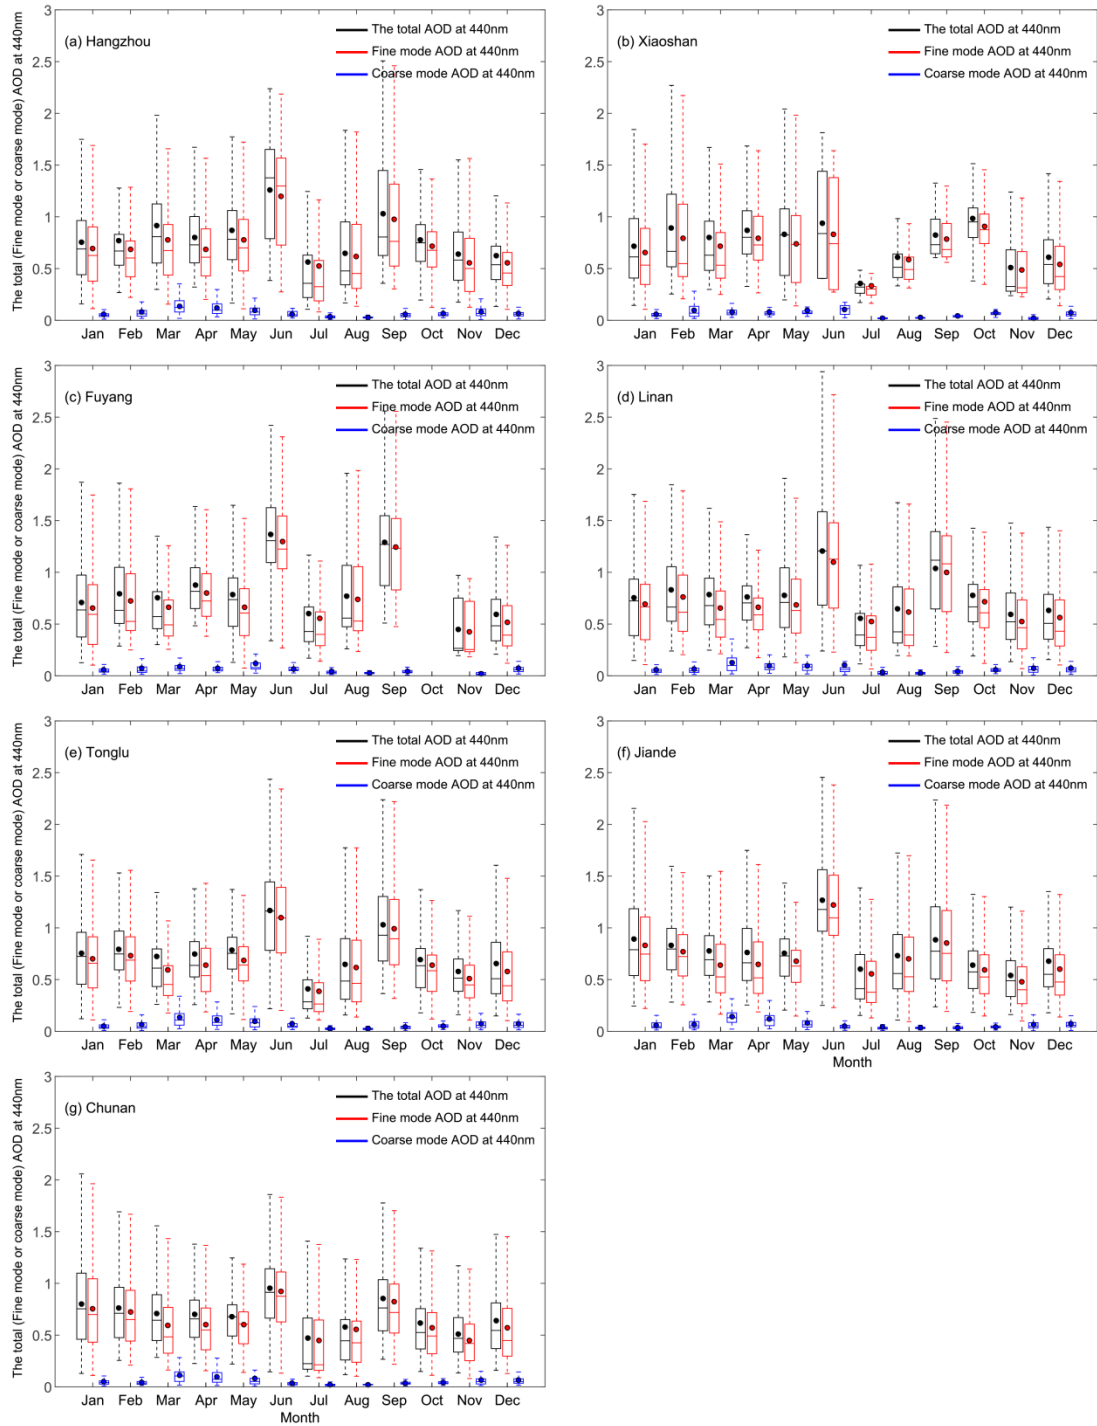 The total (Fine mode or coarse mode) AOD at 440nm
3
2.5
2
1.5
1
0.5
0
(a) Hangzhou
The total AOD at 440nm
Fine mode AOD at 440nm
Coarse mode AOD at 440nm
Jan Feb Mar Apr May Jun Jul Aug Sep Oct Nov Dec
3
2.5
2
1.5
1
0.5
0
(b) Xiaoshan
The total AOD at 440nm
Fine mode AOD at 440nm
Coarse mode AOD at 440nm
Jan Feb Mar Apr May Jun Jul Aug Sep Oct Nov Dec
The total (Fine mode or coarse mode) AOD at 440nm
3
2.5
2
1.5
1
0.5
0
(c) Fuyang
The total AOD at 440nm
Fine mode AOD at 440nm
Coarse mode AOD at 440nm
Jan Feb Mar Apr May Jun Jul Aug Sep Oct Nov Dec
3
2.5
2
1.5
1
0.5
0
(d) Linan
The total AOD at 440nm
Fine mode AOD at 440nm
Coarse mode AOD at 440nm
Jan Feb Mar Apr May Jun Jul Aug Sep Oct Nov Dec
The total (Fine mode or coarse mode) AOD at 440nm
3
2.5
2
1.5
1
0.5
0
(e) Tonglu
The total AOD at 440nm
Fine mode AOD at 440nm
Coarse mode AOD at 440nm
Jan Feb Mar Apr May Jun Jul Aug Sep Oct Nov Dec
3
2.5
2
1.5
1
0.5
0
(f) Jiande
The total AOD at 440nm
Fine mode AOD at 440nm
Coarse mode AOD at 440nm
Jan Feb Mar Apr May Jun Jul Aug Sep Oct Nov Dec
Month
The total (Fine mode or coarse mode) AOD at 440nm
3
2.5
2
1.5
1
0.5
0
(g) Chunan
The total AOD at 440nm
Fine mode AOD at 440nm
Coarse mode AOD at 440nm
Jan Feb Mar Apr May Jun Jul Aug Sep Oct Nov Dec
Month